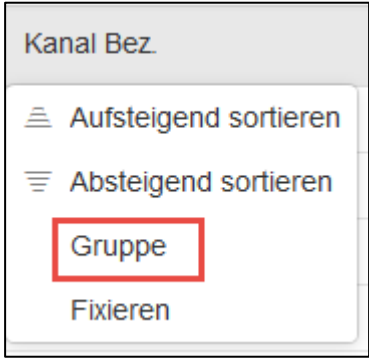 Kanal Bez.
Aufsteigend sortieren
Absteigend sortieren
Gruppe
Fixieren